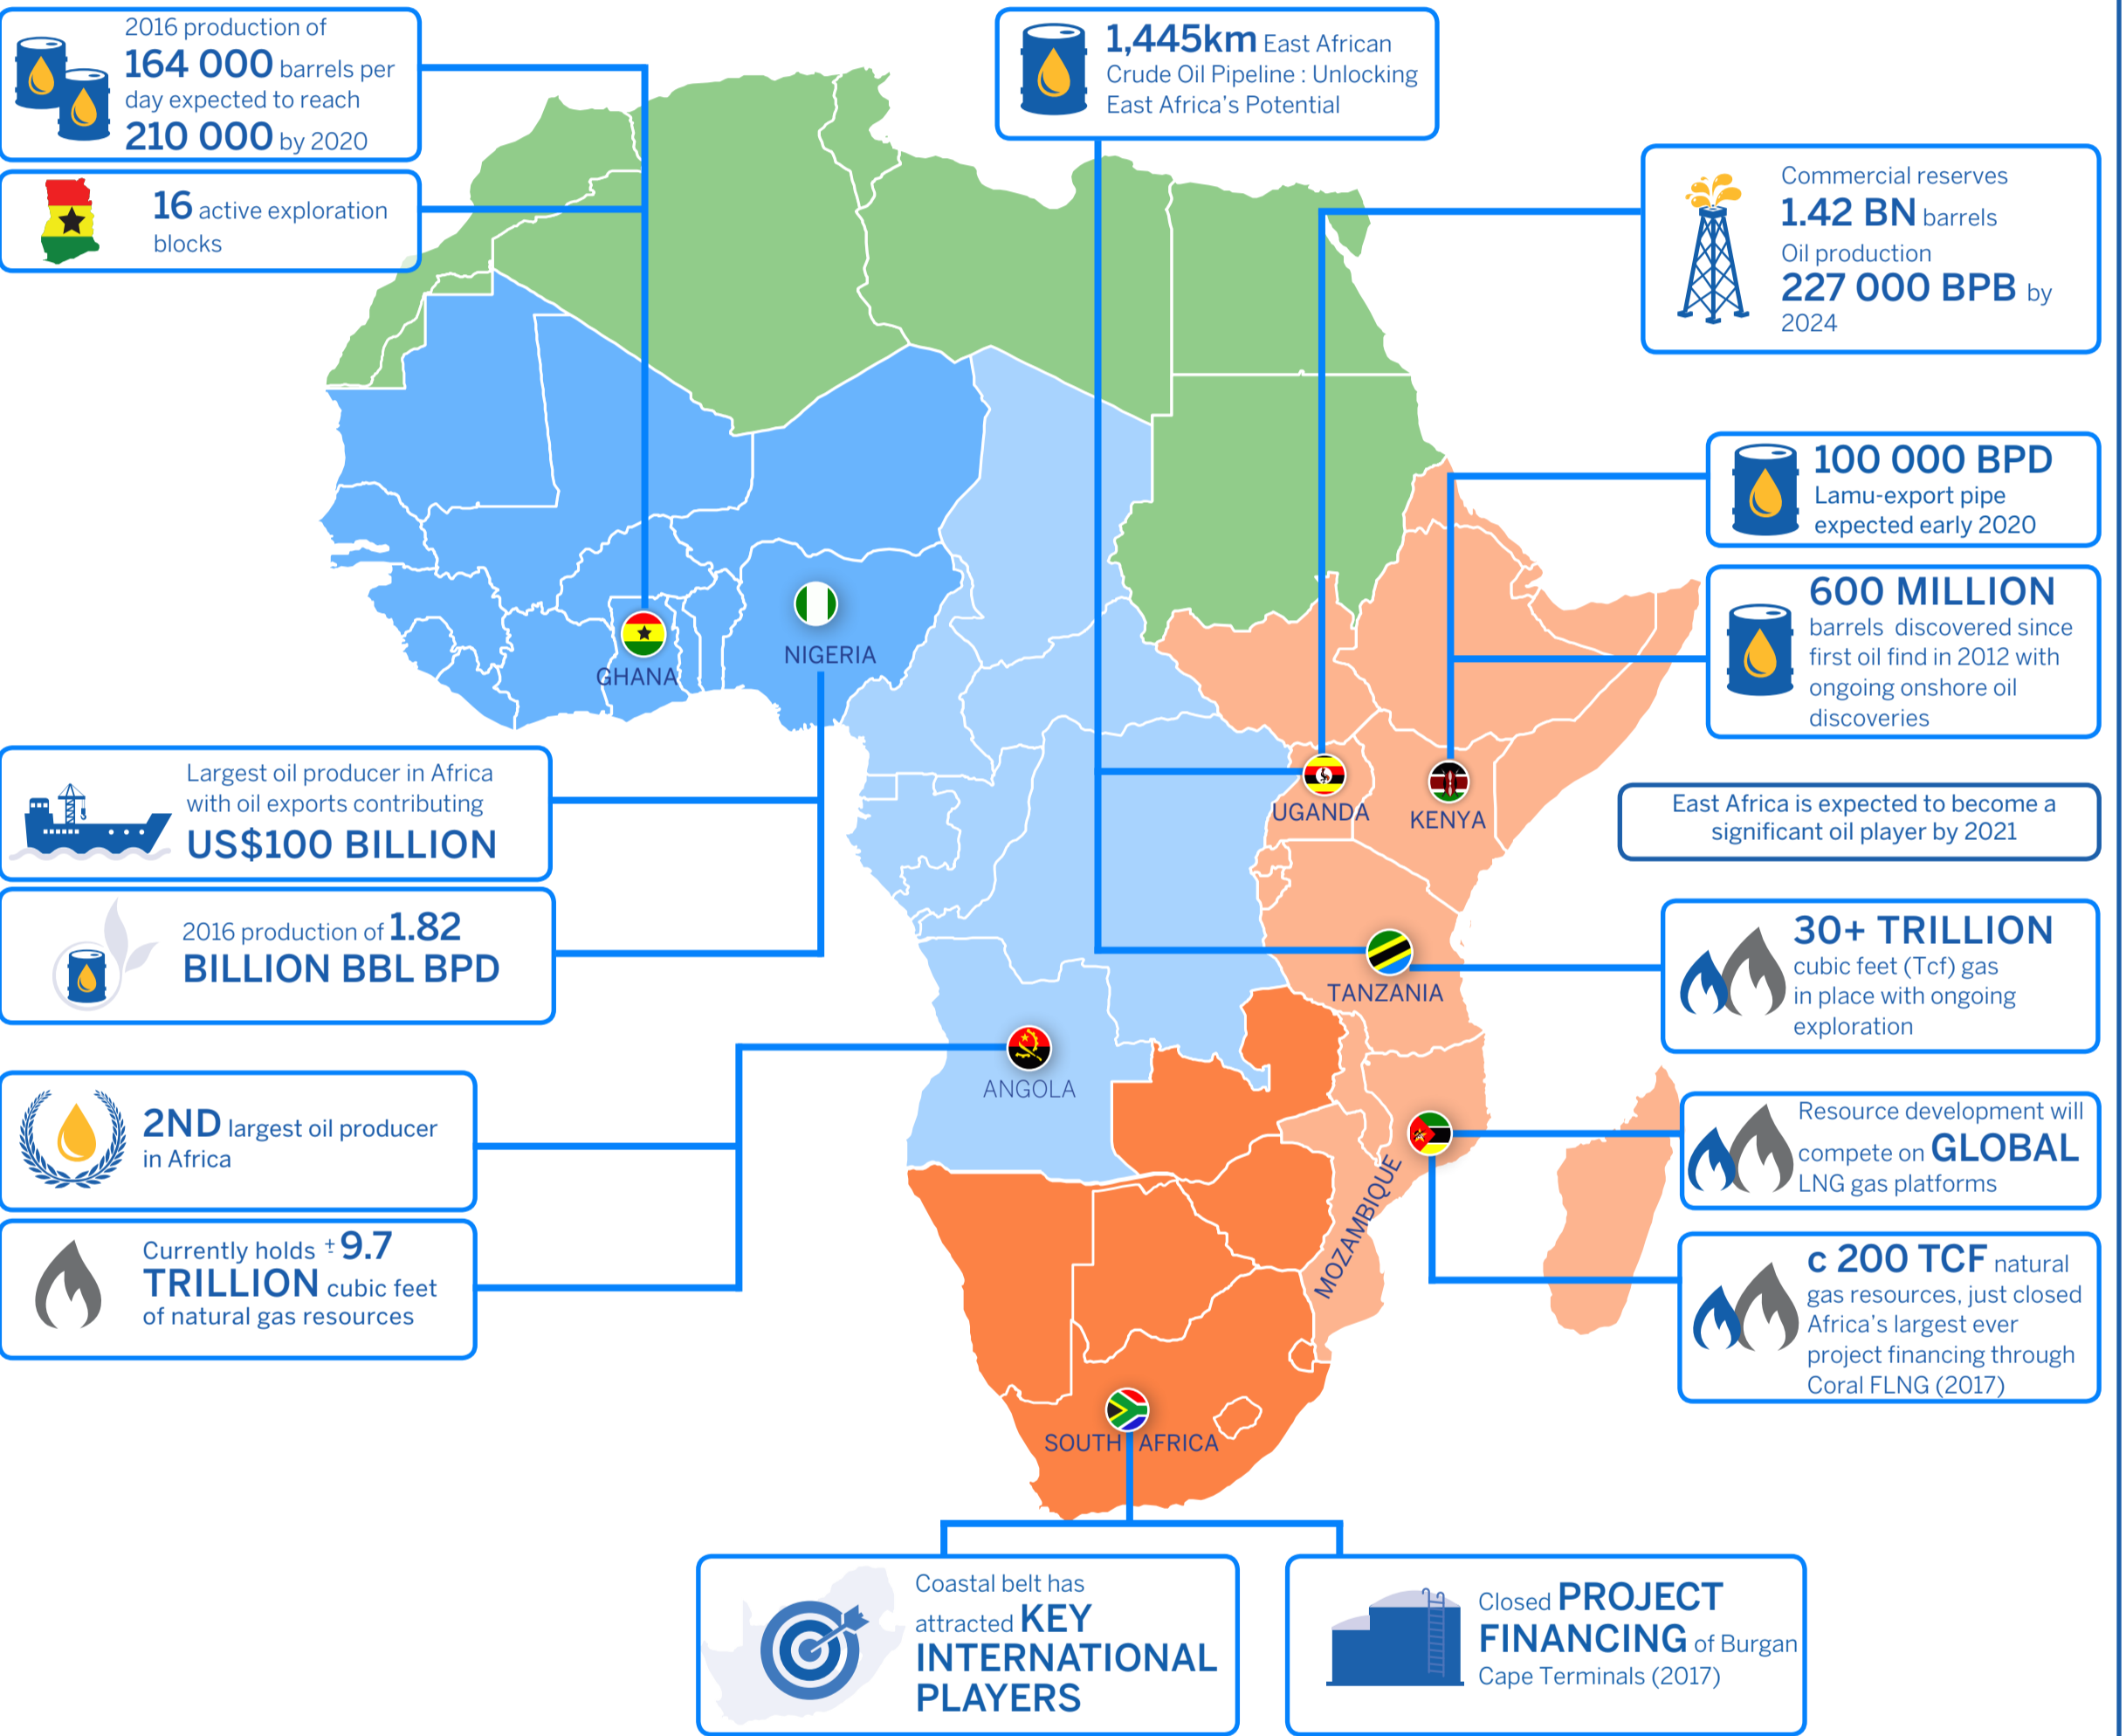 2016 production of
164 000 barrels per
day expected to reach
210 000 by 2020
16 active exploration
blocks
1,445km East African
Crude Oil Pipeline : Unlocking
East Africa's Potential
Commercial reserves
1.42 BN barrels
Oil production
227 000 BPB by
2024
100 000 BPD
Lamu-export pipe
expected early 2020
600 MILLION
barrels discovered since
first oil find in 2012 with
ongoing onshore oil
discoveries
NIGERIA
GHANA
Largest oil producer in Africa
with oil exports contributing
US$100 BILLION
UGANDA
KENYA
East Africa is expected to become a
significant oil player by 2021
2016 production of 1.82
BILLION BBL BPD
30+ TRILLION
cubic feet (Tcf) gas
in place with ongoing
exploration
TANZANIA
ANGOLA
2ND largest oil producer
in Africa
Resource development will
compete on GLOBAL
LNG gas platforms
MOZAMBIQUE
Currently holds ±9.7
TRILLION cubic feet
of natural gas resources
c 200 TCF natural
gas resources, just closed
Africa's largest ever
project financing through
Coral FLNG (2017)
SOUTH AFRICA
Coastal belt has
attracted KEY
INTERNATIONAL
PLAYERS
Closed PROJECT
FINANCING of Burgan
Cape Terminals (2017)